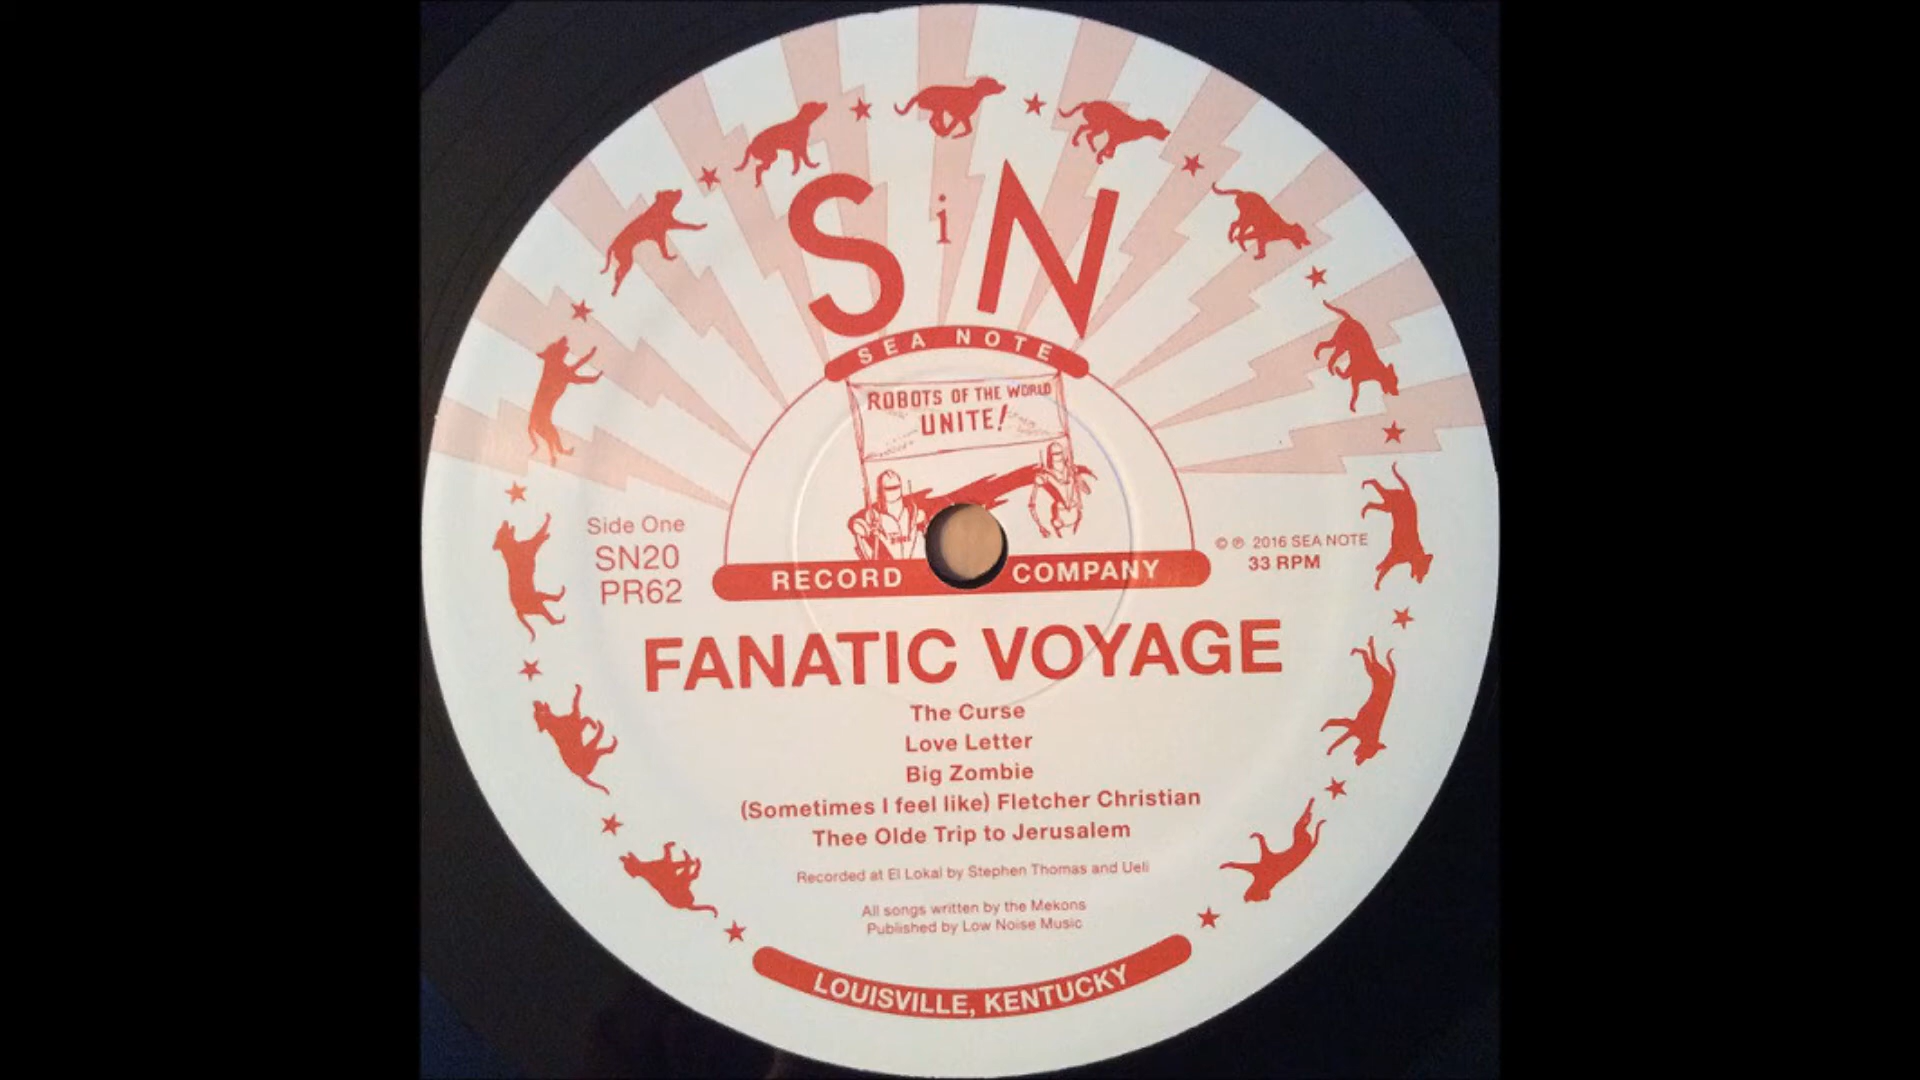 S i N
SEA NOTE
ROBOTS OF THE WORLD
UNITE!
Side One
SN20
PR62
© ℗ 2016 SEA NOTE
33 RPM
RECORD COMPANY
FANATIC VOYAGE
The Curse
Love Letter
Big Zombie
(Sometimes I feel like) Fletcher Christian
Thee Olde Trip to Jerusalem
Recorded at El Lokal by Stephen Thomas and Ueli
All songs written by the Mekons
Published by Low Noise Music
LOUISVILLE, KENTUCKY